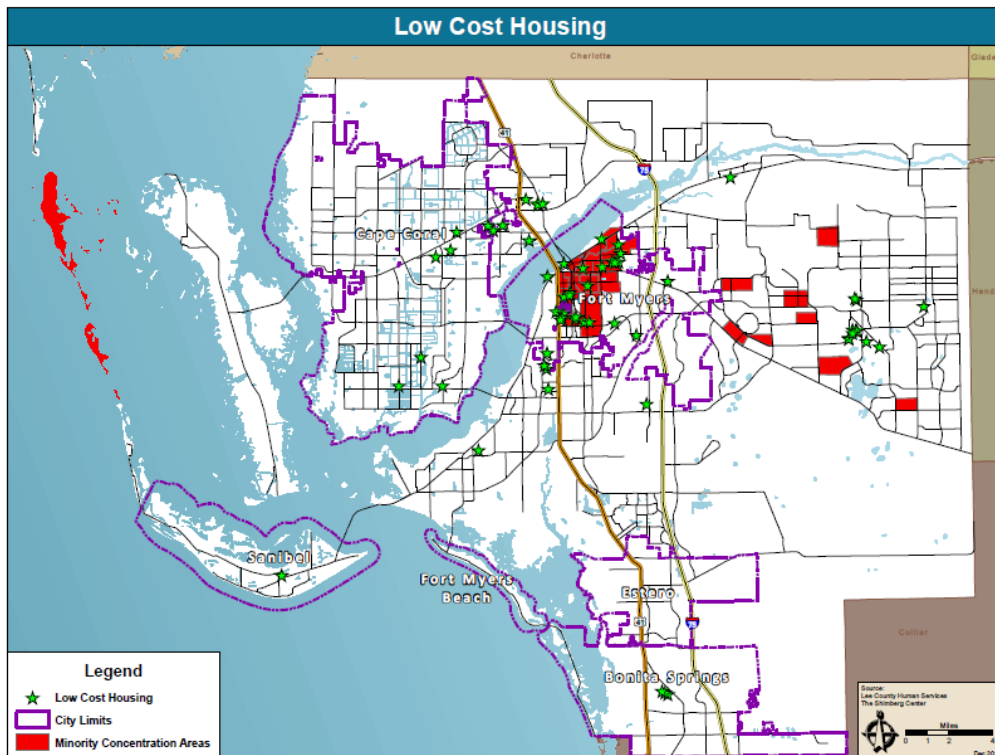 Low Cost Housing
Charlotte
41
75
Cape Coral
Fort Myers
Sanibel
Fort Myers
Beach
Estero
41
75
Bonita Springs
Collier
Legend
Low Cost Housing
City Limits
Minority Concentration Areas
Source:
Lee County Human Services
The Shimberg Center
Miles
0 1 2 4